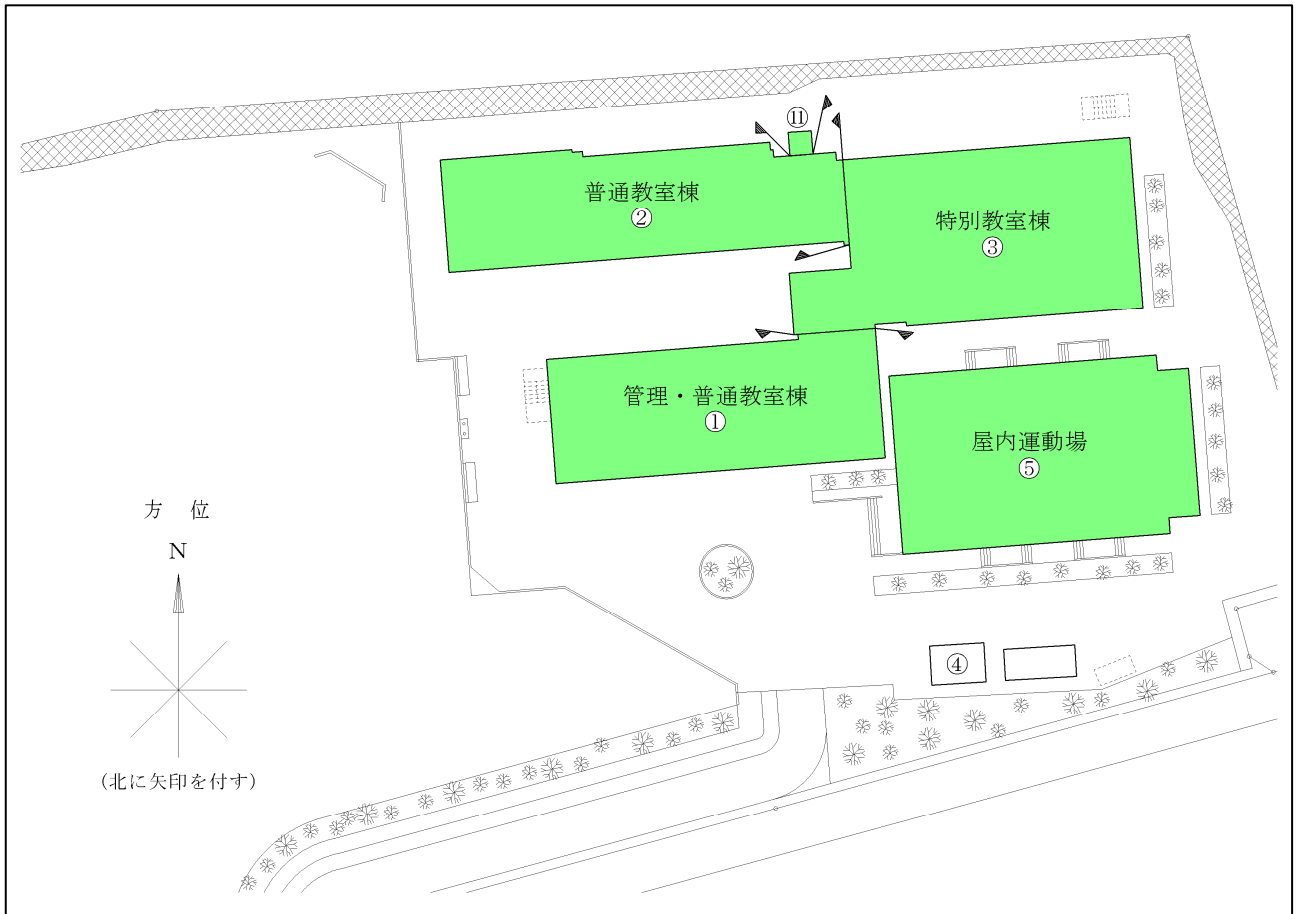 ⑪
普通教室棟
②
特別教室棟
③
管理・普通教室棟
①
屋内運動場
⑤
方 位
N
④
(北に矢印を付す)